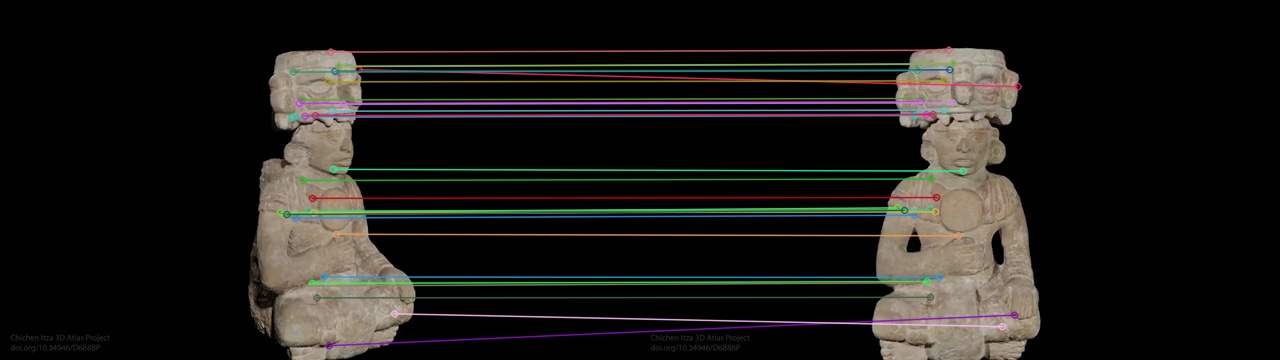 Chichen Itza 3D Atlas Project
doi.org/10.34946/D6B88P
Chichen Itza 3D Atlas Project
doi.org/10.34946/D6B88P